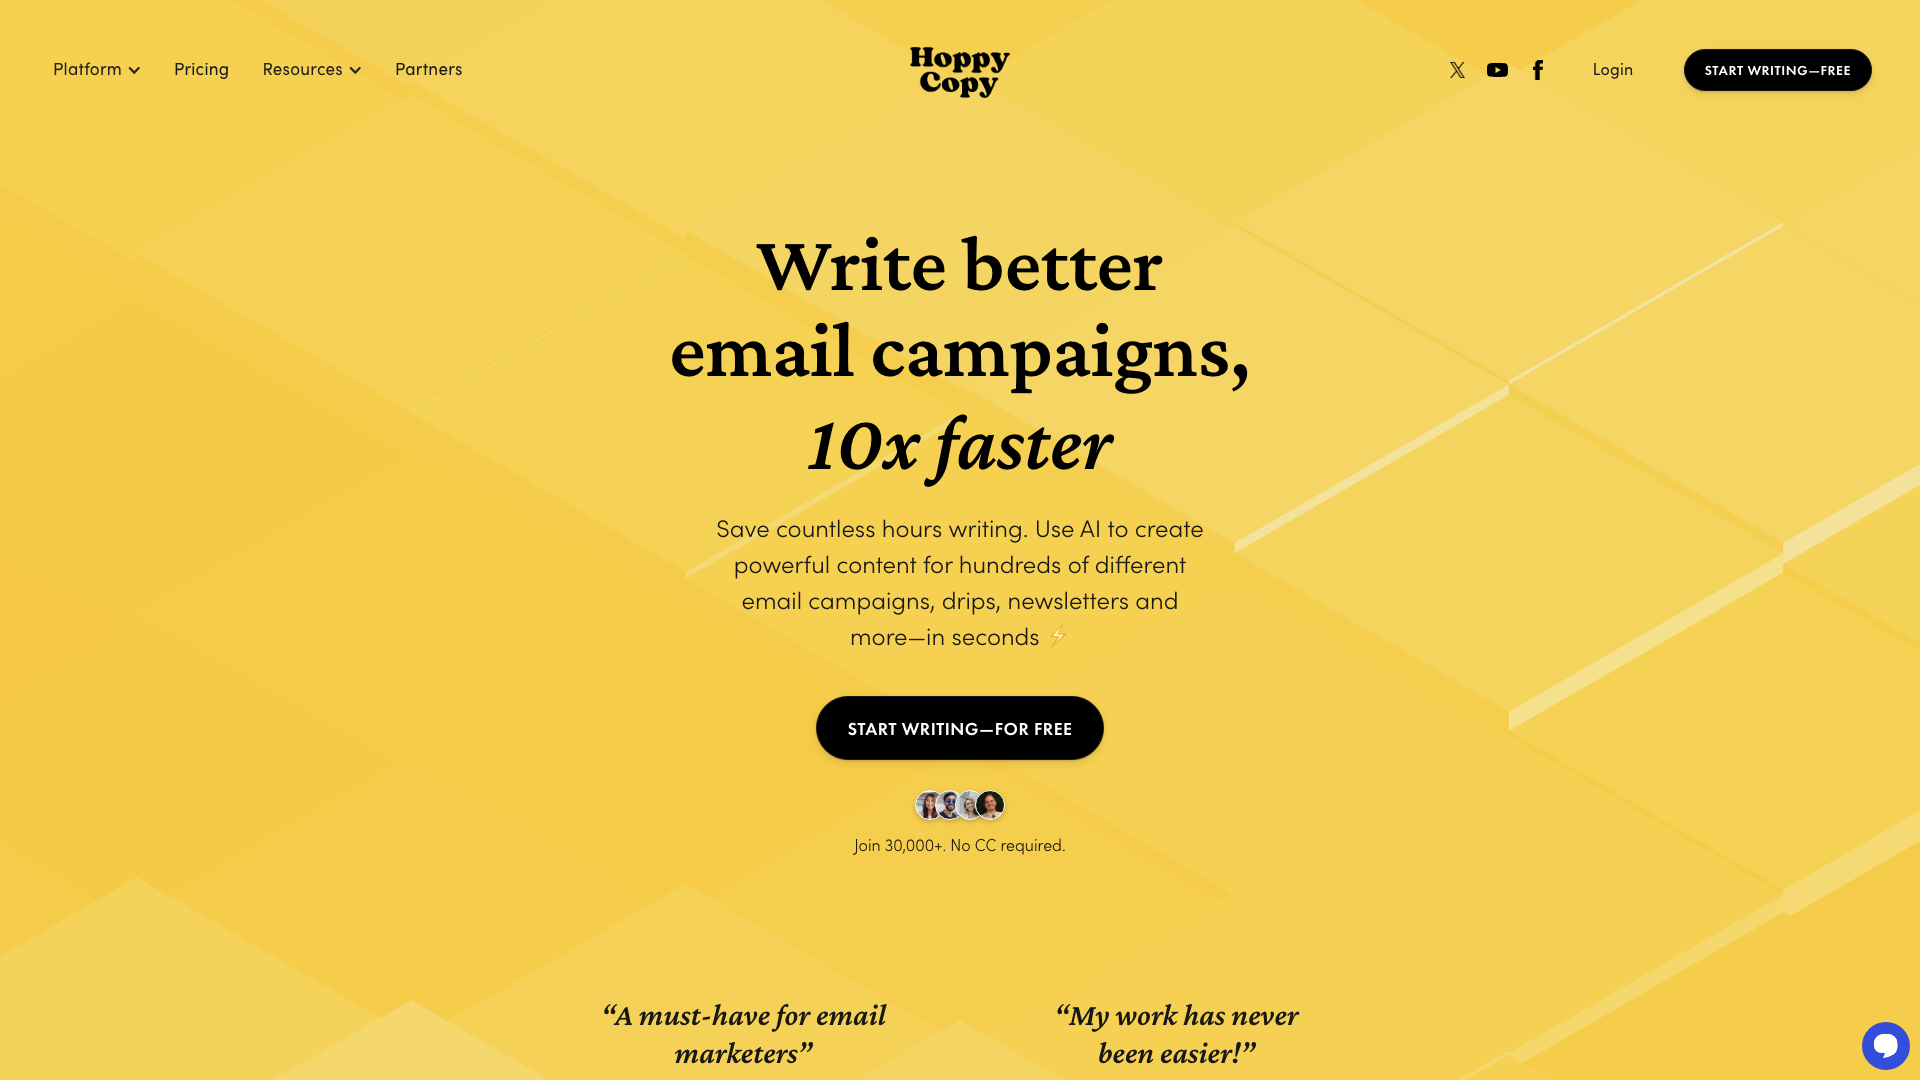 Platform
Pricing
Resources
Partners
Hoppy
Copy
Login
START WRITING—FREE
Write better
email campaigns,
10x faster
Save countless hours writing. Use AI to create
powerful content for hundreds of different
email campaigns, drips, newsletters and
more—in seconds ⚡
START WRITING—FOR FREE
Join 30,000+. No CC required.
“A must-have for email
marketers”
“My work has never
been easier!”